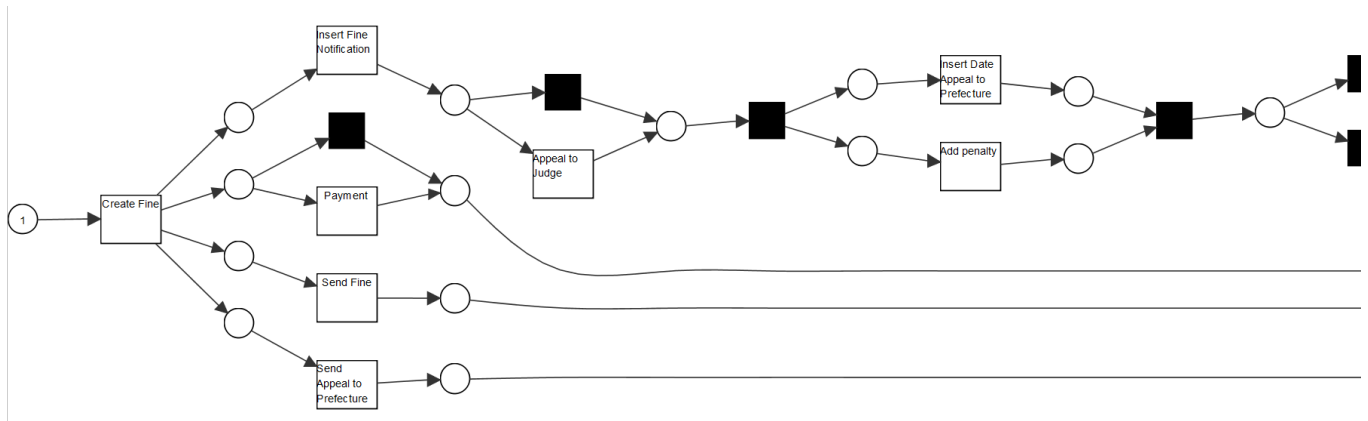 Insert Fine
Notification
Insert Date
Appeal to
Prefecture
Appeal to
Judge
Add penalty
Create Fine
Payment
1
Send Fine
Send
Appeal to
Prefecture